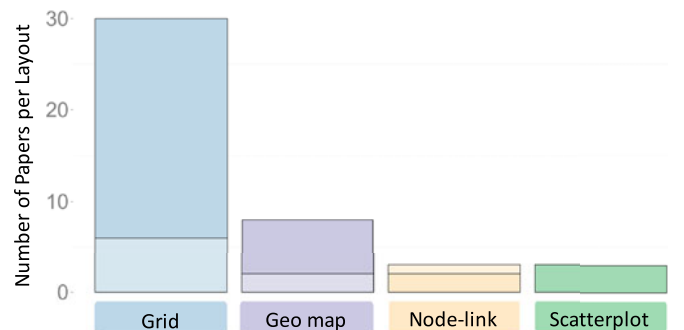 Number of Papers per Layout
30
20
10
0
Grid
Geo map
Node-link
Scatterplot